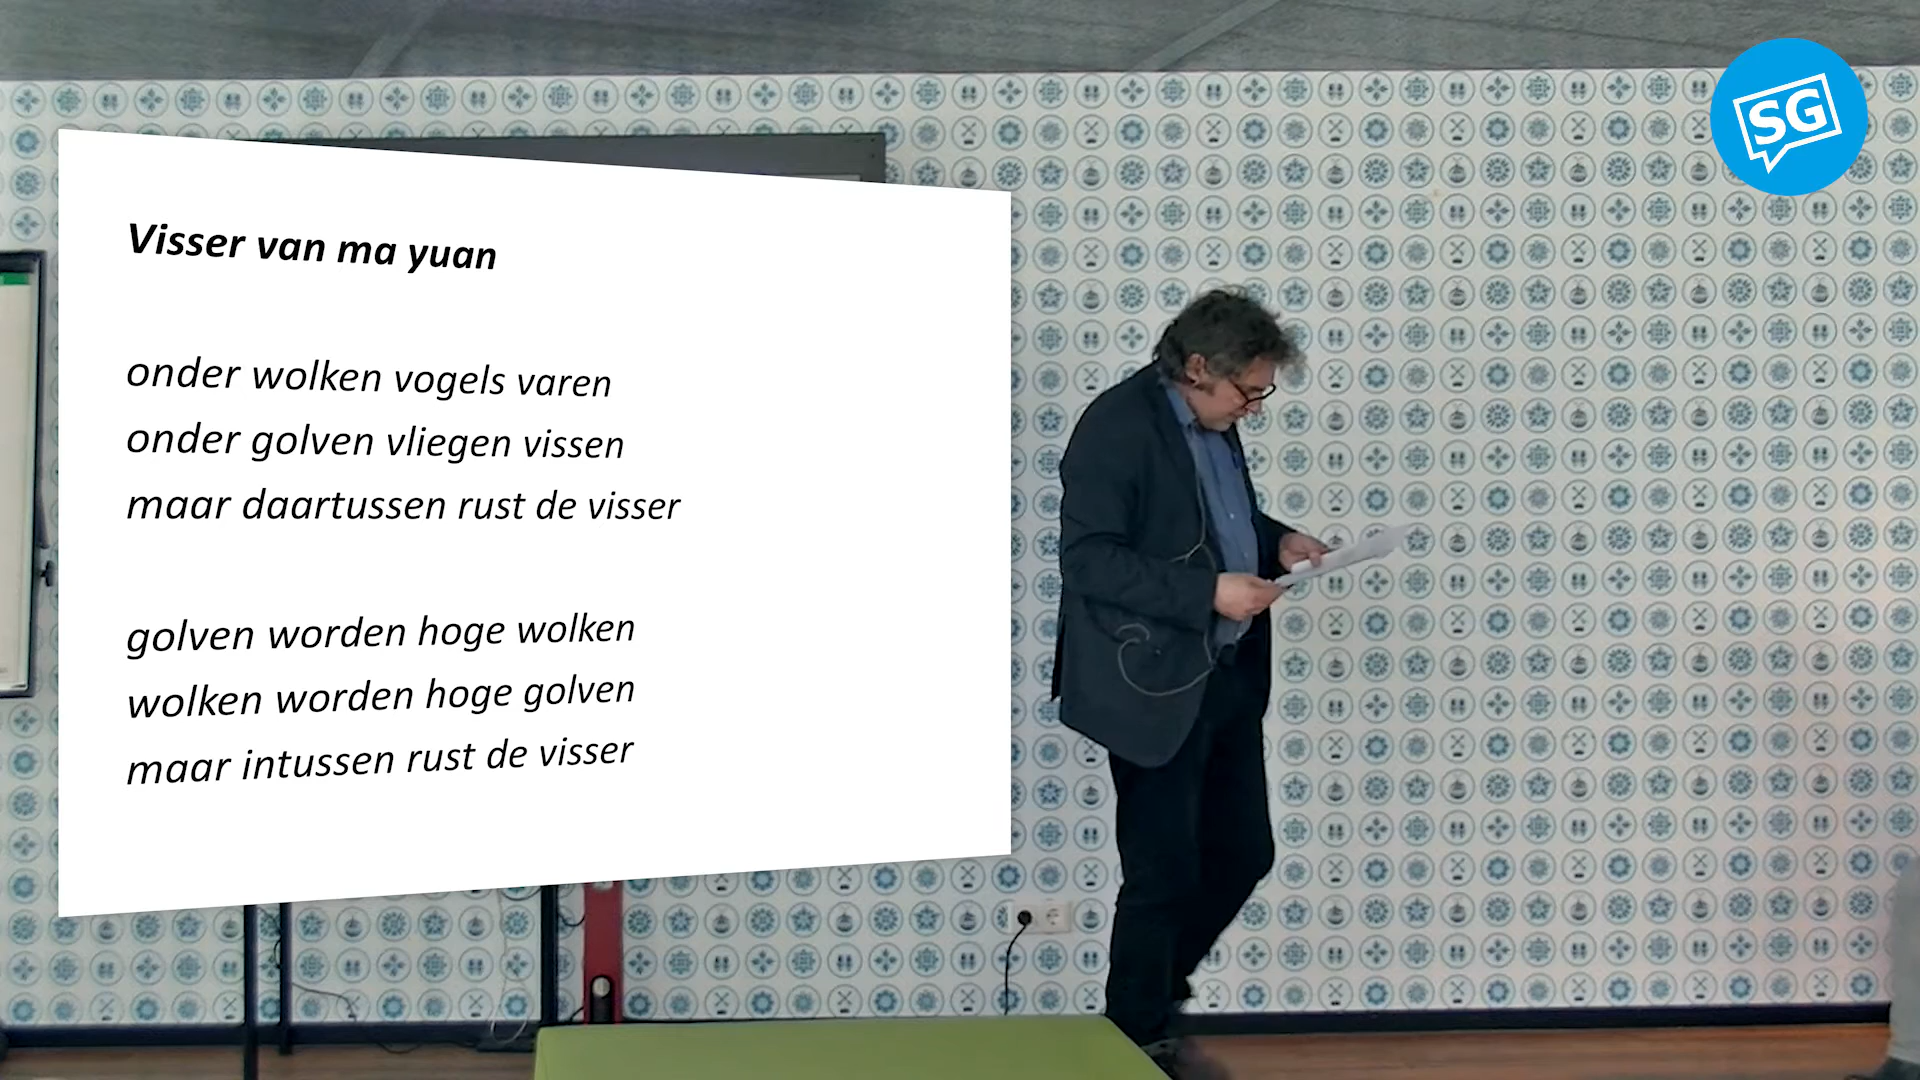 Visser van ma yuan
onder wolken vogels varen
onder golven vliegen vissen
maar daartussen rust de visser
golven worden hoge wolken
wolken worden hoge golven
maar intussen rust de visser
SG